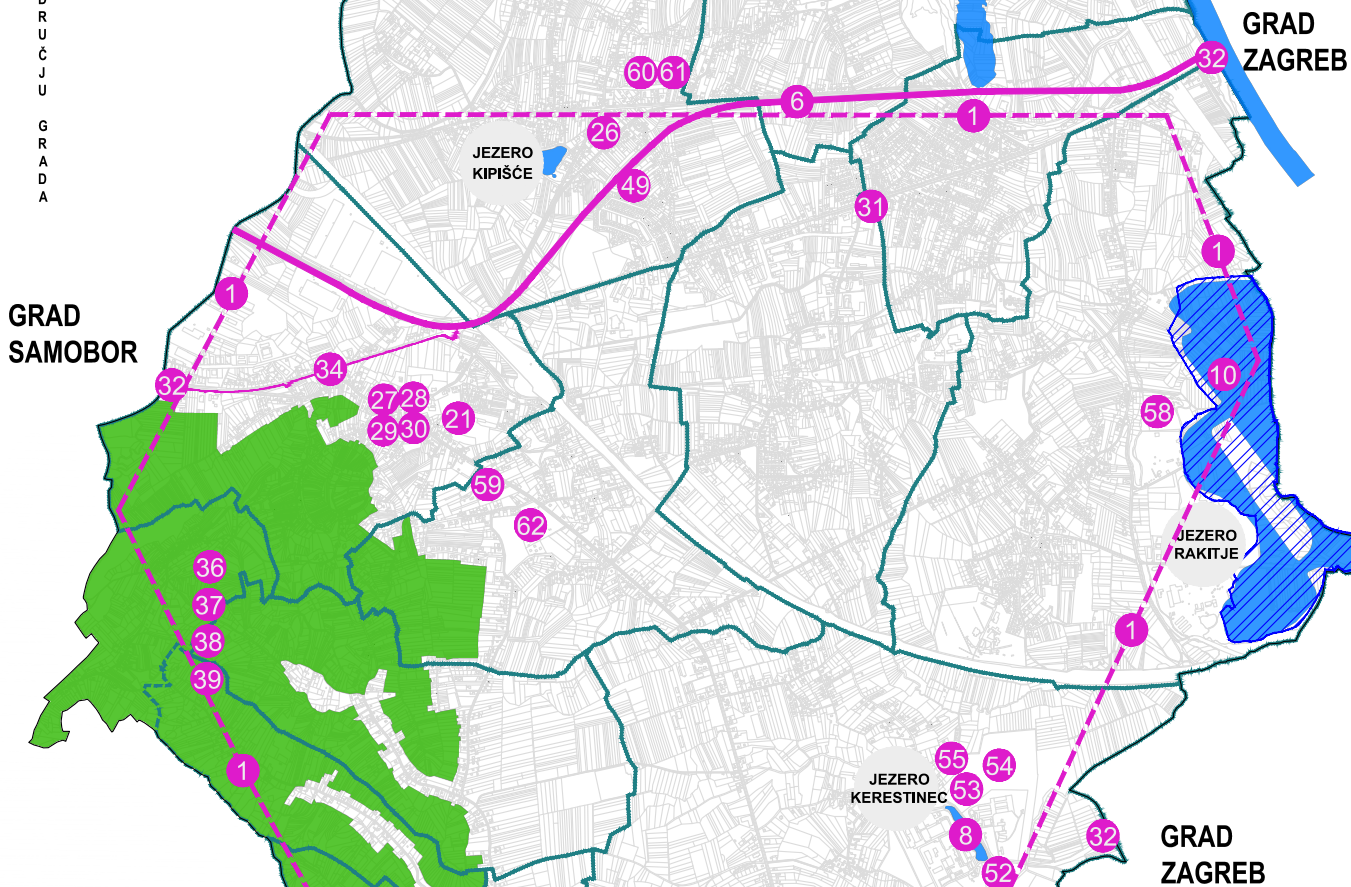 D
R
U
Č
J
U
G
R
A
D
A
GRAD
ZAGREB
32
60 61
6
1
26
JEZERO
KIPIŠĆE
49
31
1
1
GRAD
SAMOBOR
34
32
10
27 28
58
21
29 30
59
62
JEZERO
RAKITJE
36
37
1
38
39
55
54
1
JEZERO
KERESTINEC
53
8
32
GRAD
ZAGREB
52